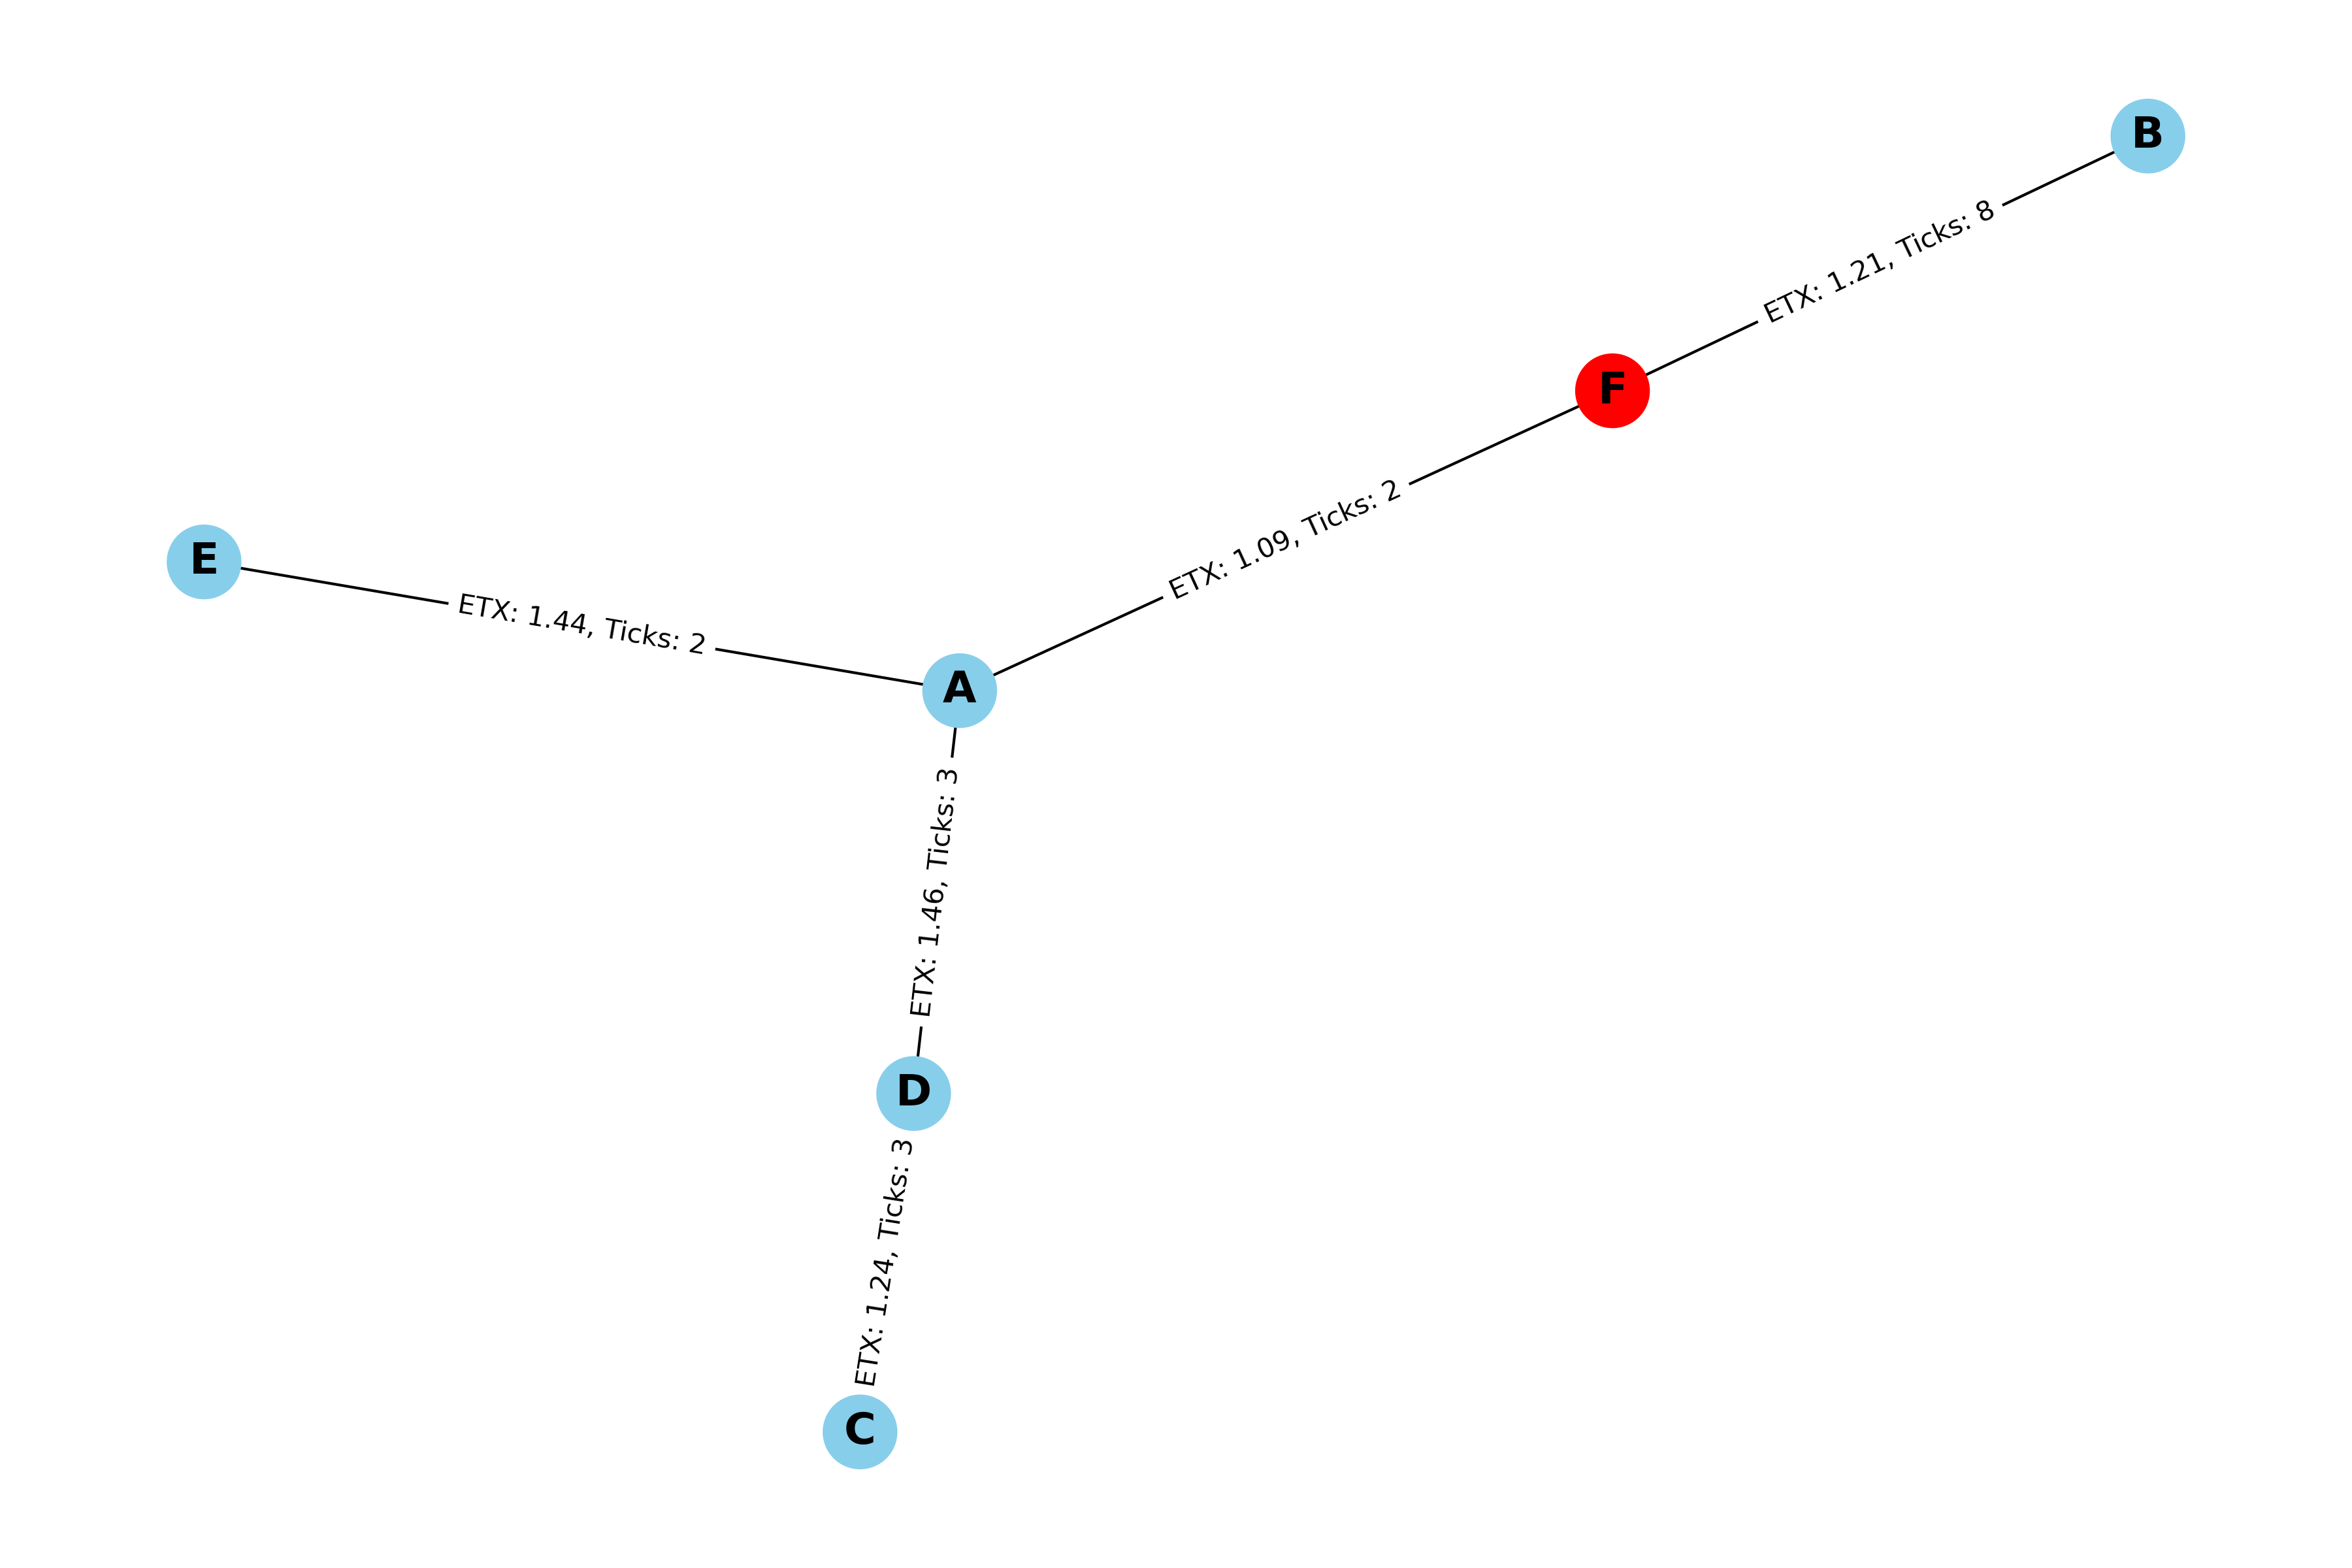 B
ETX: 1.21, Ticks: 8
F
ETX: 1.09, Ticks: 2
E
ETX: 1.44, Ticks: 2
A
ETX: 1.46, Ticks: 3
D
ETX: 1.24, Ticks: 3
C